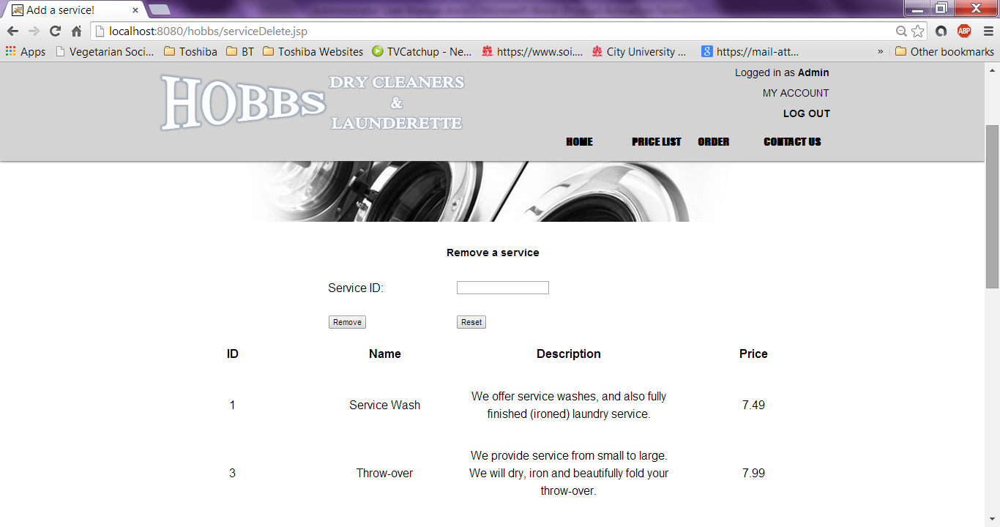 Add a service!
localhost:8080/hobbs/serviceDelete.jsp
ABP
Apps Vegetarian Soci... Toshiba BT Toshiba Websites TVCatchup - Ne... https://www.soi.... City University ... https://mail-att... » Other bookmarks
HOBBS
DRY CLEANERS
&
LAUNDERETTE
Logged in as Admin
MY ACCOUNT
LOG OUT
HOME PRICE LIST ORDER CONTACT US
Remove a service
Service ID:
Remove Reset
ID Name Description Price
1 Service Wash We offer service washes, and also fully
finished (ironed) laundry service. 7.49
3 Throw-over We provide service from small to large.
We will dry, iron and beautifully fold your
throw-over. 7.99